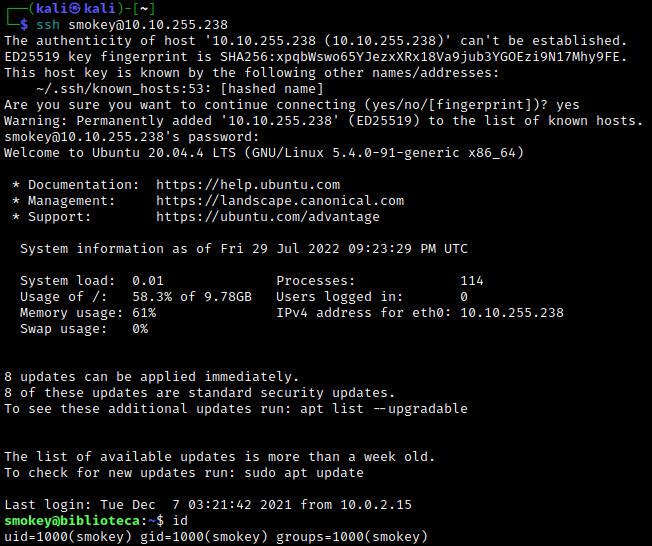 ┌──(kali㉿kali)-[~]
└─$ ssh smokey@10.10.255.238
The authenticity of host '10.10.255.238 (10.10.255.238)' can't be established.
ED25519 key fingerprint is SHA256:xpqbWswo65YJezxXRx18Va9jub3YGOEzi9N17Mhy9FE.
This host key is known by the following other names/addresses:
    ~/.ssh/known_hosts:53: [hashed name]
Are you sure you want to continue connecting (yes/no/[fingerprint])? yes
Warning: Permanently added '10.10.255.238' (ED25519) to the list of known hosts.
smokey@10.10.255.238's password:
Welcome to Ubuntu 20.04.4 LTS (GNU/Linux 5.4.0-91-generic x86_64)
 * Documentation:  https://help.ubuntu.com
 * Management:     https://landscape.canonical.com
 * Support:        https://ubuntu.com/advantage
  System information as of Fri 29 Jul 2022 09:23:29 PM UTC
  System load:  0.01              Processes:             114
  Usage of /:   58.3% of 9.78GB   Users logged in:       0
  Memory usage: 61%               IPv4 address for eth0: 10.10.255.238
  Swap usage:   0%
8 updates can be applied immediately.
8 of these updates are standard security updates.
To see these additional updates run: apt list --upgradable
The list of available updates is more than a week old.
To check for new updates run: sudo apt update
Last login: Tue Dec  7 03:21:42 2021 from 10.0.2.15
smokey@biblioteca:~$ id
uid=1000(smokey) gid=1000(smokey) groups=1000(smokey)